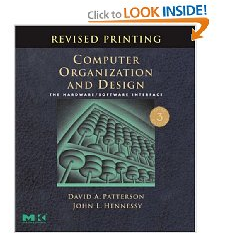 Click to LOOK INSIDE!
REVISED PRINTING
COMPUTER
ORGANIZATION AND DESIGN
THE HARDWARE/SOFTWARE INTERFACE
3
DAVID A. PATTERSON
JOHN L. HENNESSY
MK